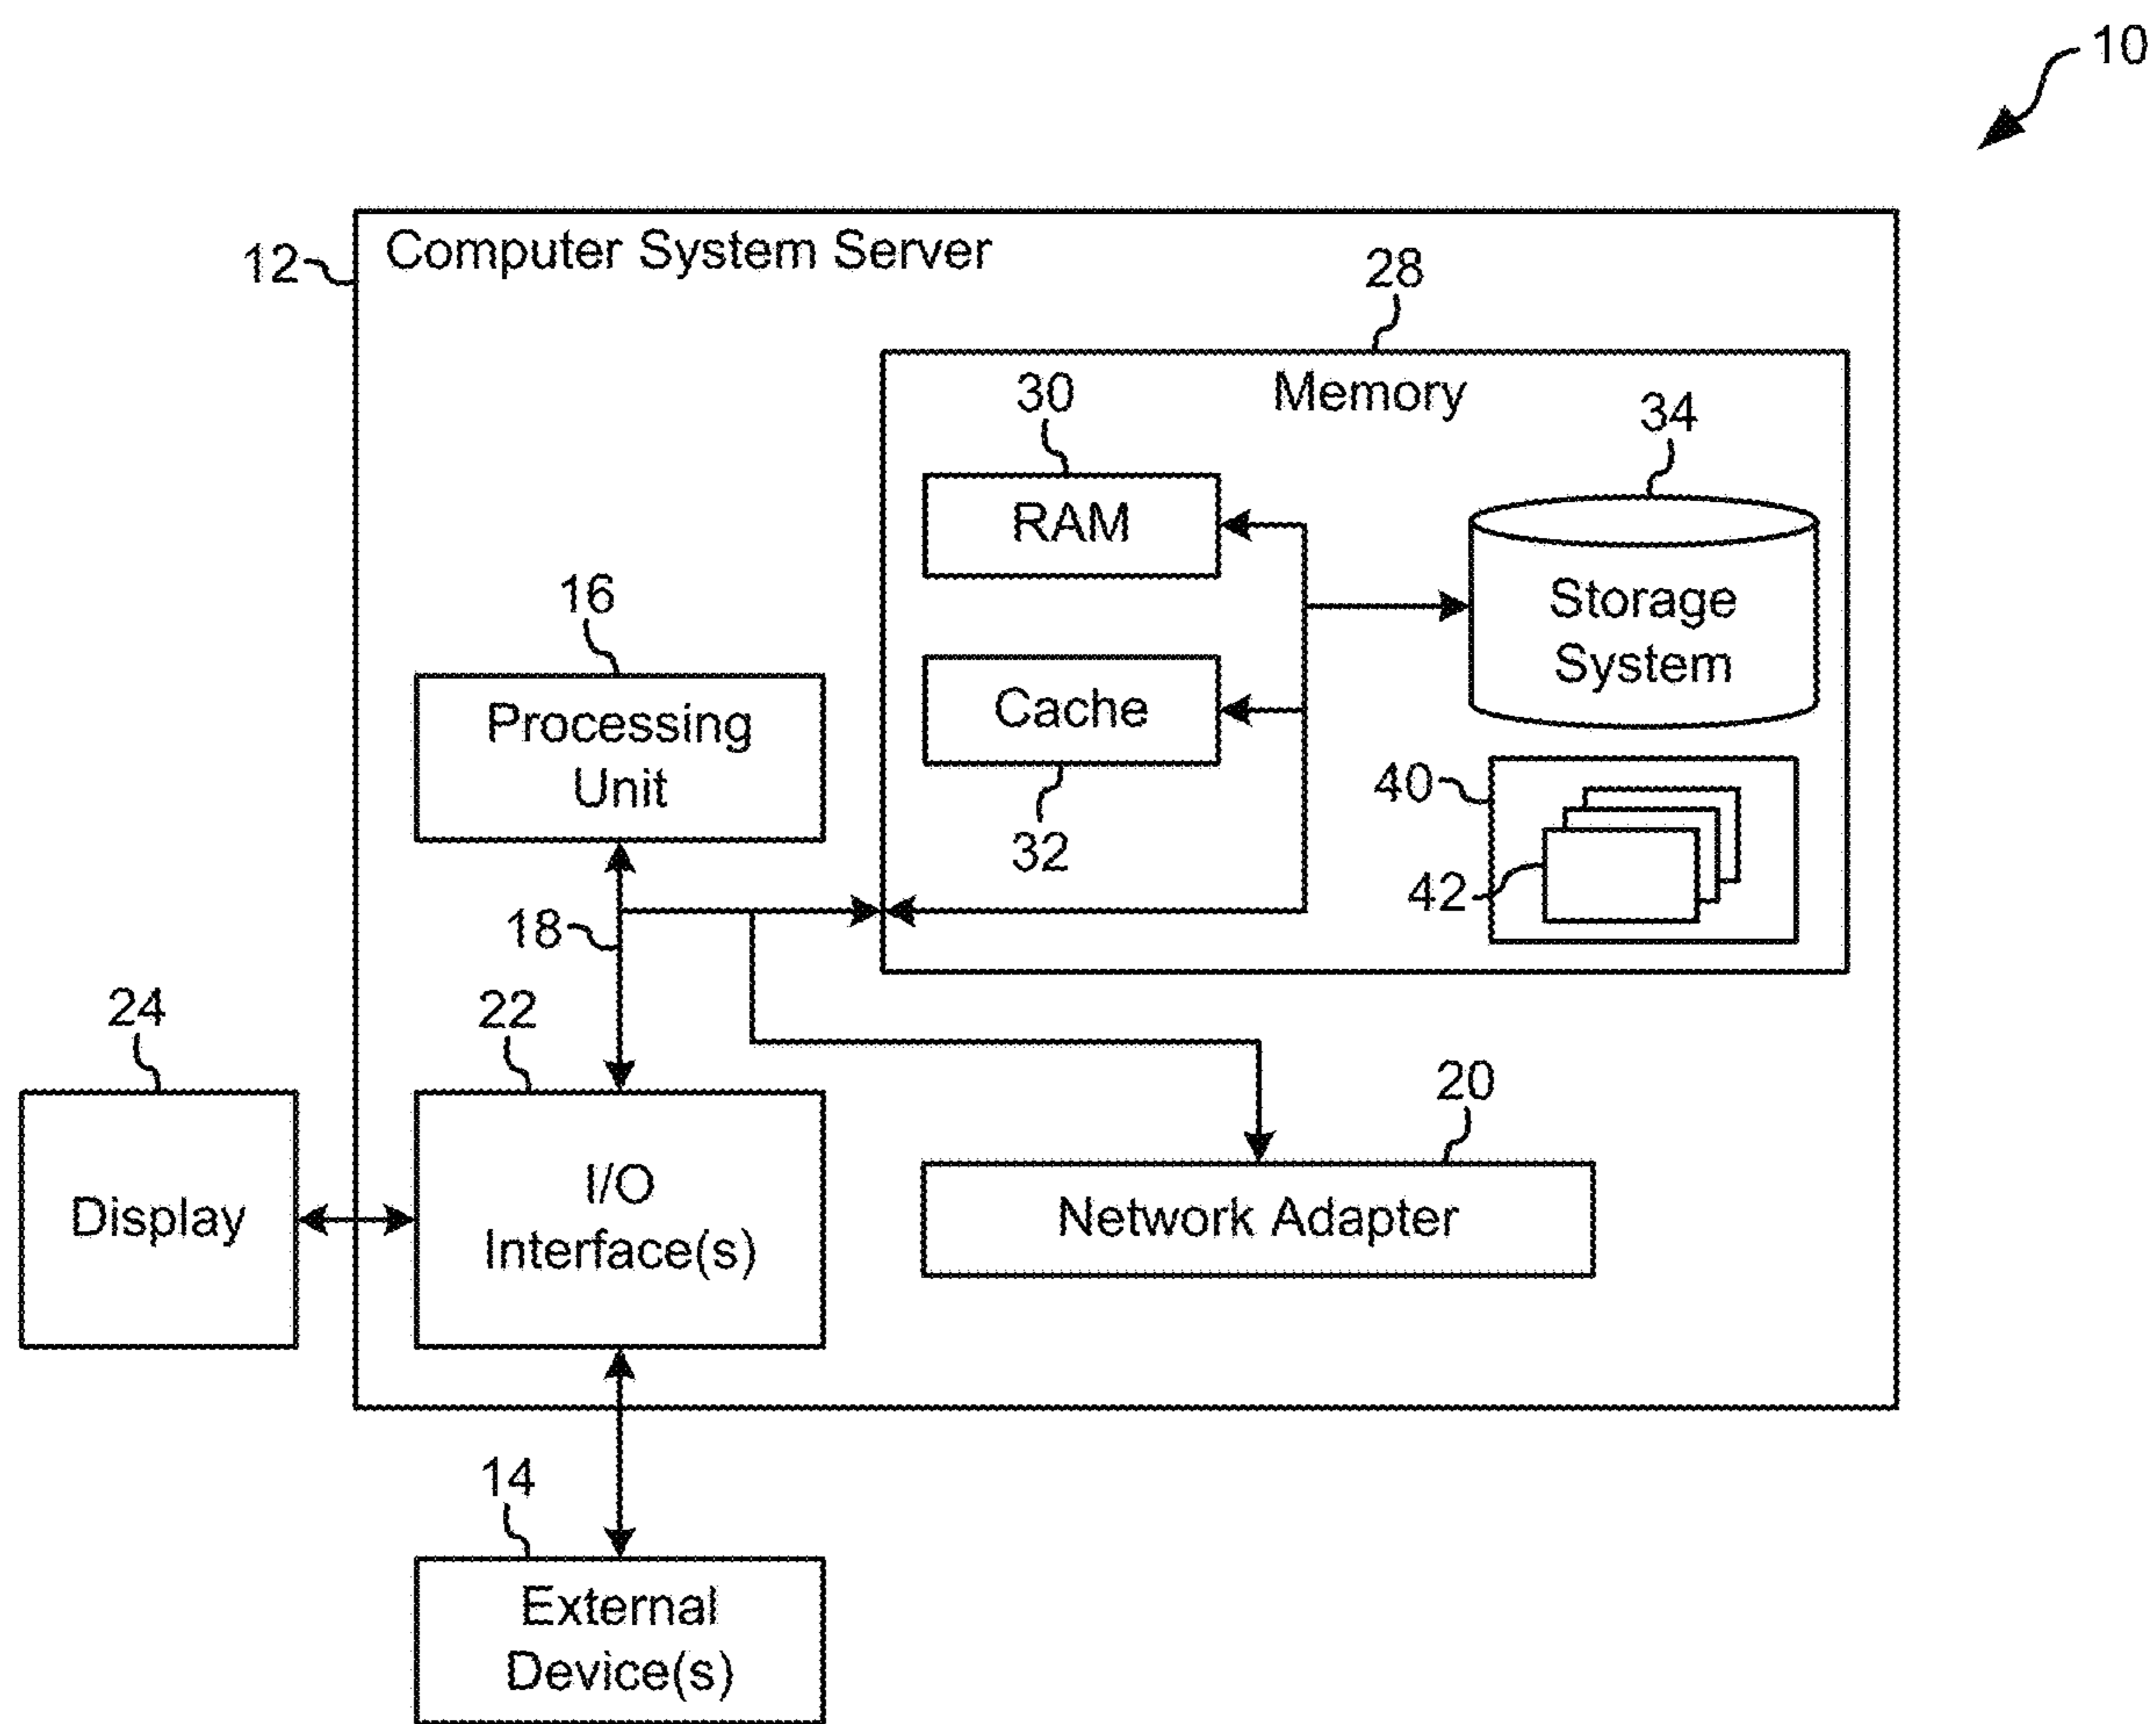 10
12
Computer System Server
28
Memory
30
RAM
34
Storage
System
16
Processing
Unit
Cache
32
40
42
18
24
22
Display
I/O
Interface(s)
20
Network Adapter
14
External
Device(s)